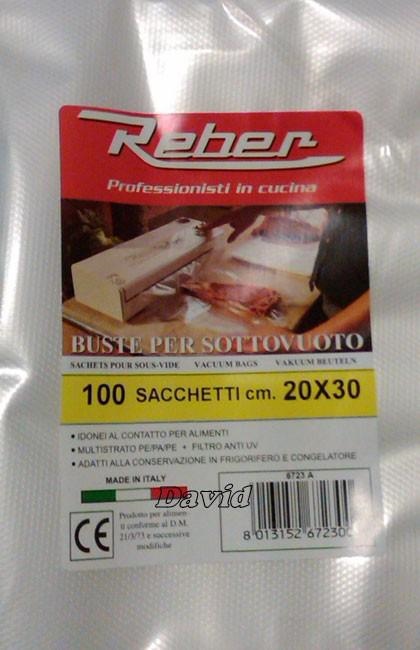 Reber
Professionisti in cucina
BUSTE PER SOTTOVUOTO
SACHETS POUR SOUS-VIDE VACUUM BAGS VAKUUM BEUTELN
100 SACCHETTI cm. 20X30
• IDONEI AL CONTATTO PER ALIMENTI
• MULTISTRATO PE/PA/PE + FILTRO ANTI UV
• ADATTI ALLA CONSERVAZIONE IN FRIGORIFERO E CONGELATORE
MADE IN ITALY
6723 A
David
CE
Prodotto per alimen-
ti conforme al D.M.
21/3/73 e successive
modifiche
8 013152 67230